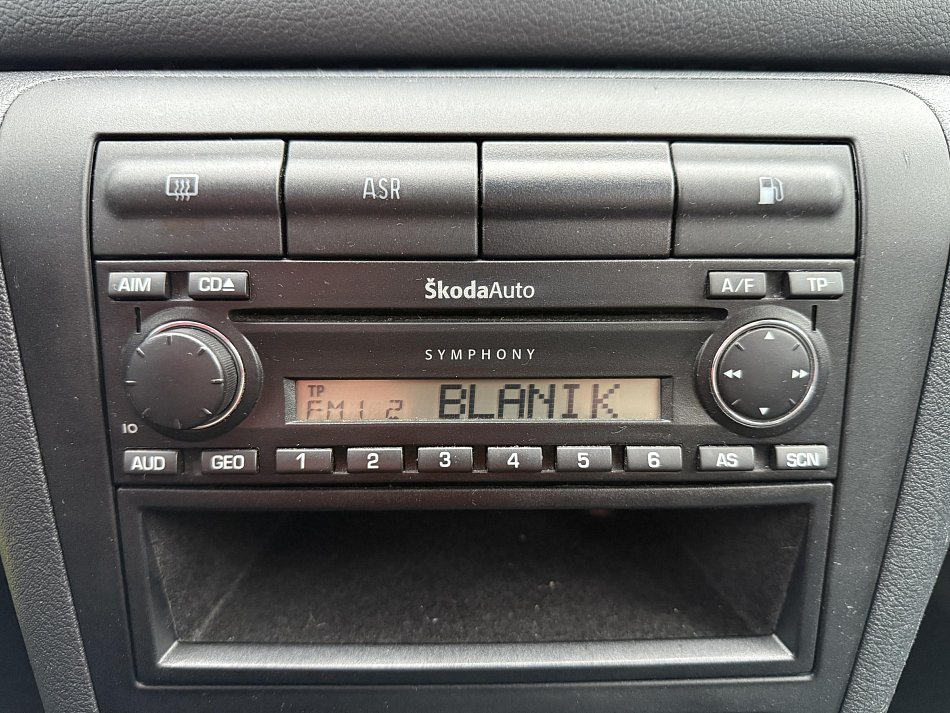 ASR
AIM CD ŠkodaAuto A/F TP
SYMPHONY
TP
FM1 2 BLANIK
IO
AUD GEO 1 2 3 4 5 6 AS SCN